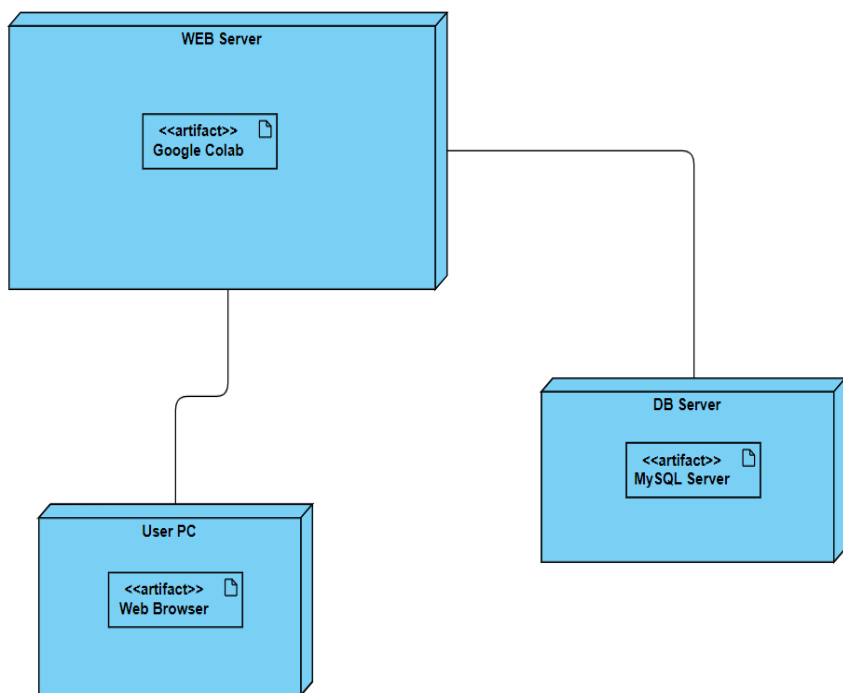 WEB Server
<<artifact>>
Google Colab
DB Server
<<artifact>>
MySQL Server
User PC
<<artifact>>
Web Browser